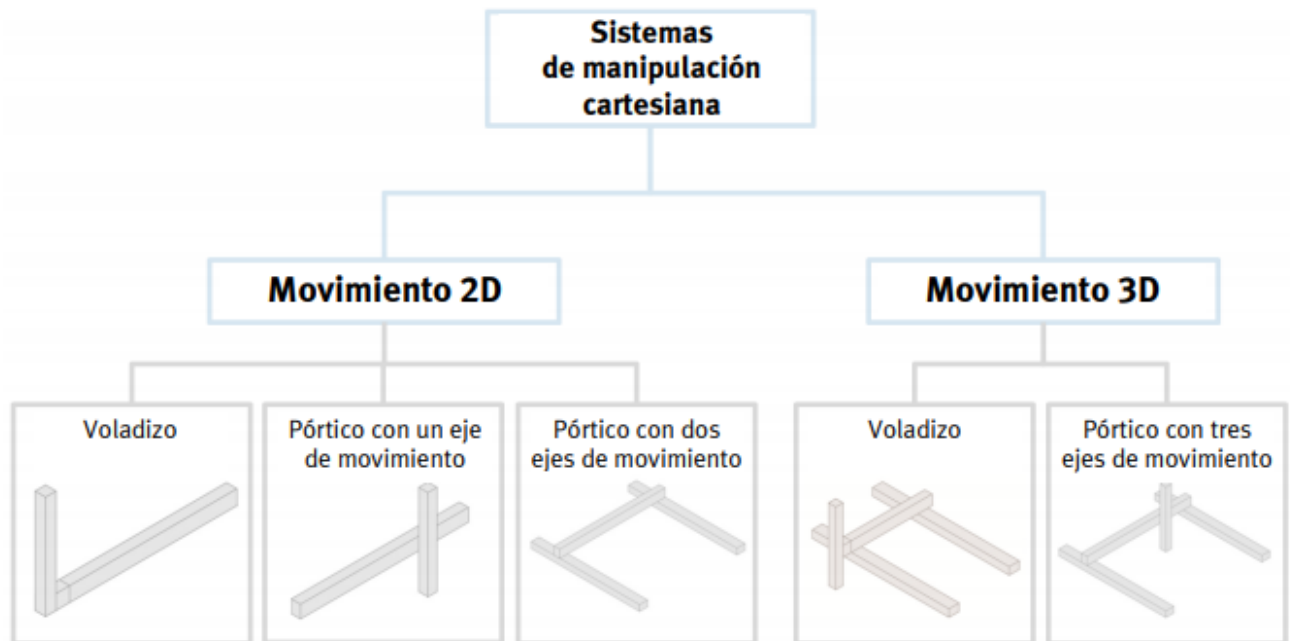 Sistemas
de manipulación
cartesiana
Movimiento 2D
Movimiento 3D
Voladizo
Pórtico con un eje
de movimiento
Pórtico con dos
ejes de movimiento
Voladizo
Pórtico con tres
ejes de movimiento